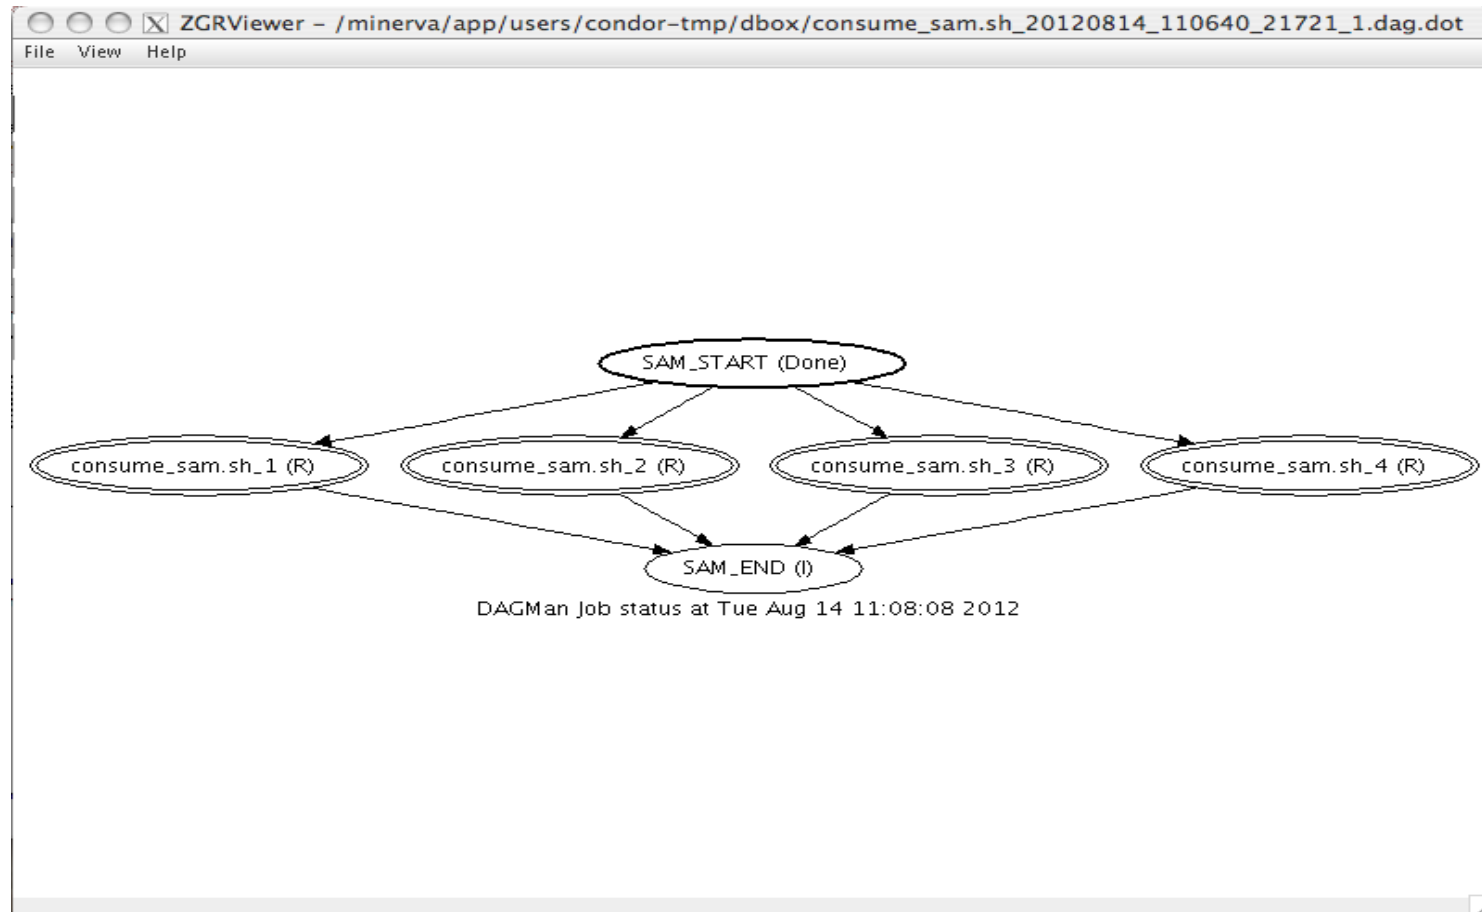 ZGRViewer – /minerva/app/users/condor-tmp/dbox/consume_sam.sh_20120814_110640_21721_1.dag.dot
File View Help
SAM_START (Done)
consume_sam.sh_1 (R) consume_sam.sh_2 (R) consume_sam.sh_3 (R) consume_sam.sh_4 (R)
SAM_END (I)
DAGMan Job status at Tue Aug 14 11:08:08 2012